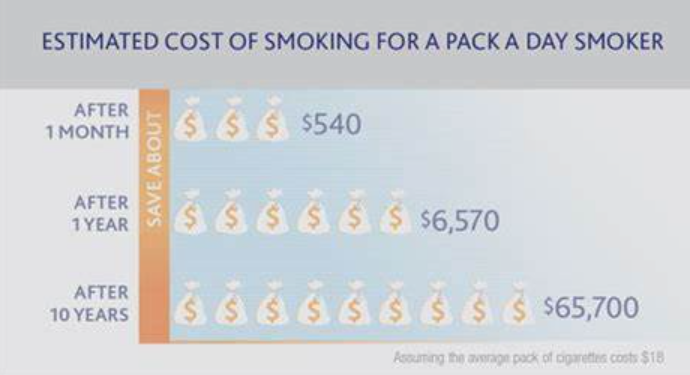 ESTIMATED COST OF SMOKING FOR A PACK A DAY SMOKER
SAVE ABOUT
AFTER
1 MONTH
$540
AFTER
1 YEAR
$6,570
AFTER
10 YEARS
$65,700
Assuming the average pack of cigarettes costs $18